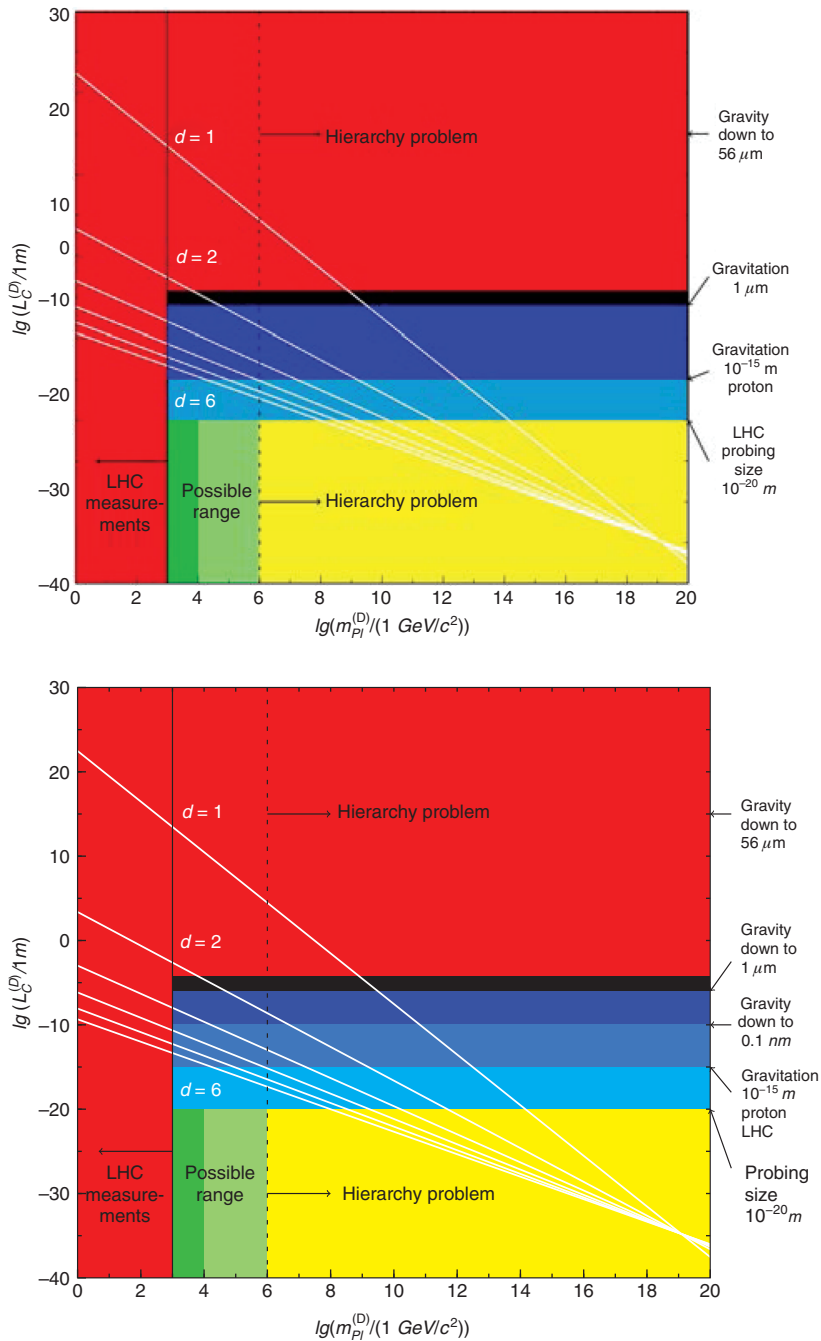 30
20
10
0
−10
−20
−30
−40
lg (L_C^(D)/1m)
d = 1
Hierarchy problem
d = 2
d = 6
LHC
measure-
ments
Possible
range
Hierarchy problem
Gravity
down to
56 μm
Gravitation
1 μm
Gravitation
10⁻¹⁵ m
proton
LHC
probing
size
10⁻²⁰ m
0 2 4 6 8 10 12 14 16 18 20
lg(m_Pl^(D)/(1 GeV/c²))
30
20
10
0
−10
−20
−30
−40
lg (L_C^(D)/1m)
d = 1
Hierarchy problem
d = 2
d = 6
LHC
measure-
ments
Possible
range
Hierarchy problem
Gravity
down to
56 μm
Gravity
down to
1 μm
Gravity
down to
0.1 nm
Gravitation
10⁻¹⁵ m
proton
LHC
Probing
size
10⁻²⁰m
0 2 4 6 8 10 12 14 16 18 20
lg(m_Pl^(D)/(1 GeV/c²))